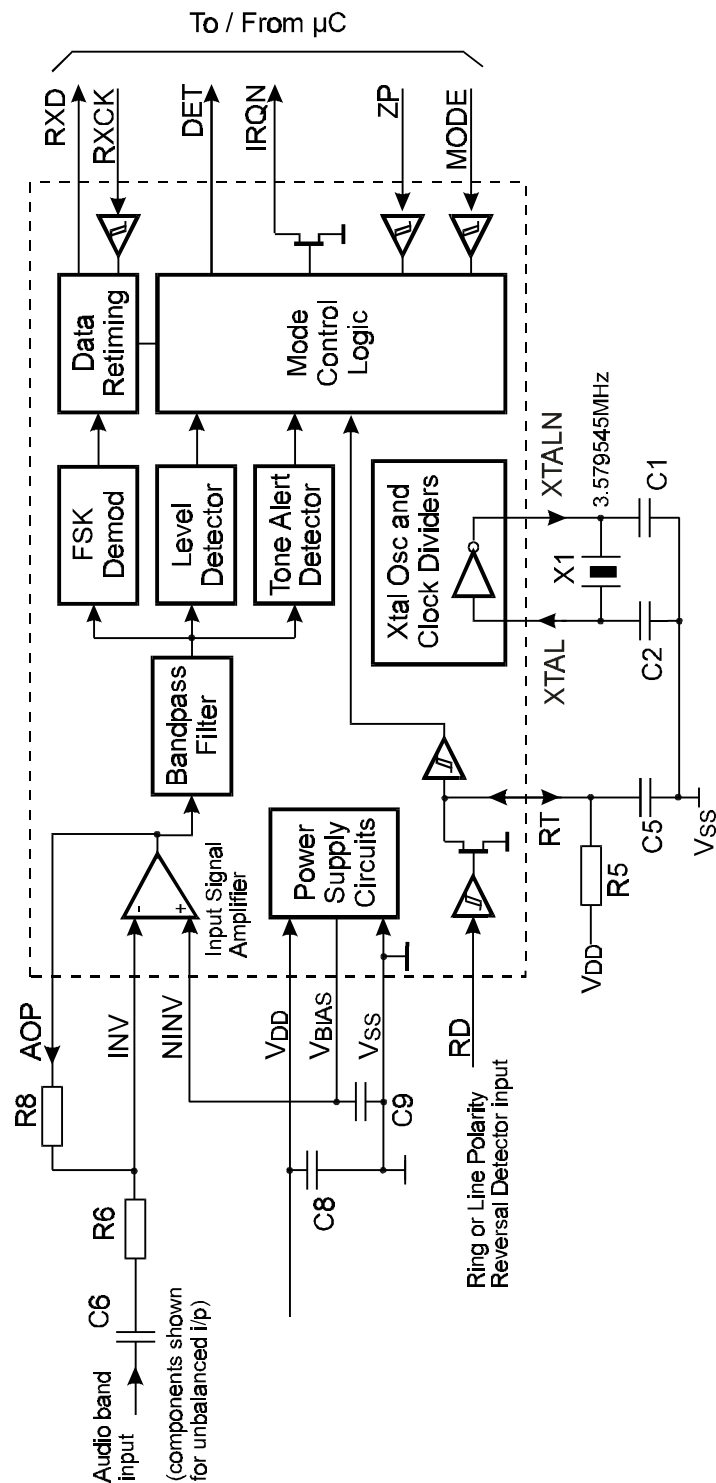 To / From µC
RXD
RXCK
DET
IRQN
ZP
MODE
Data
Retiming
Mode
Control
Logic
FSK
Demod
Level
Detector
Tone Alert
Detector
Xtal Osc and
Clock Dividers
XTALN
3.579545MHz
C1
X1
XTAL
C2
Bandpass
Filter
-
+
Input Signal
Amplifier
Power
Supply
Circuits
RT
C5
VSS
R5
VDD
AOP
INV
NINV
VDD
VBIAS
VSS
RD
R8
C9
C8
Ring or Line Polarity
Reversal Detector input
R6
C6
Audio band
input
(components shown
for unbalanced i/p)